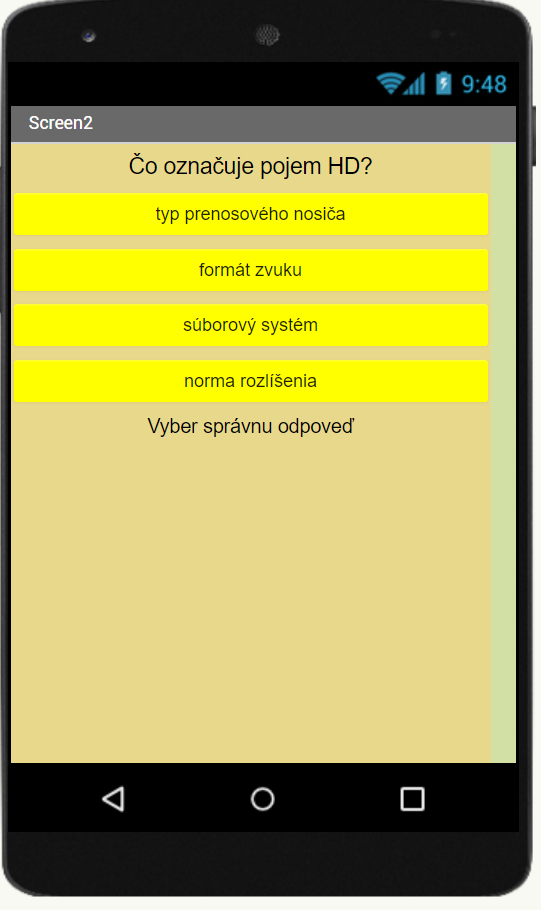 9:48
Screen2
Čo označuje pojem HD?
typ prenosového nosiča
formát zvuku
súborový systém
norma rozlíšenia
Vyber správnu odpoveď